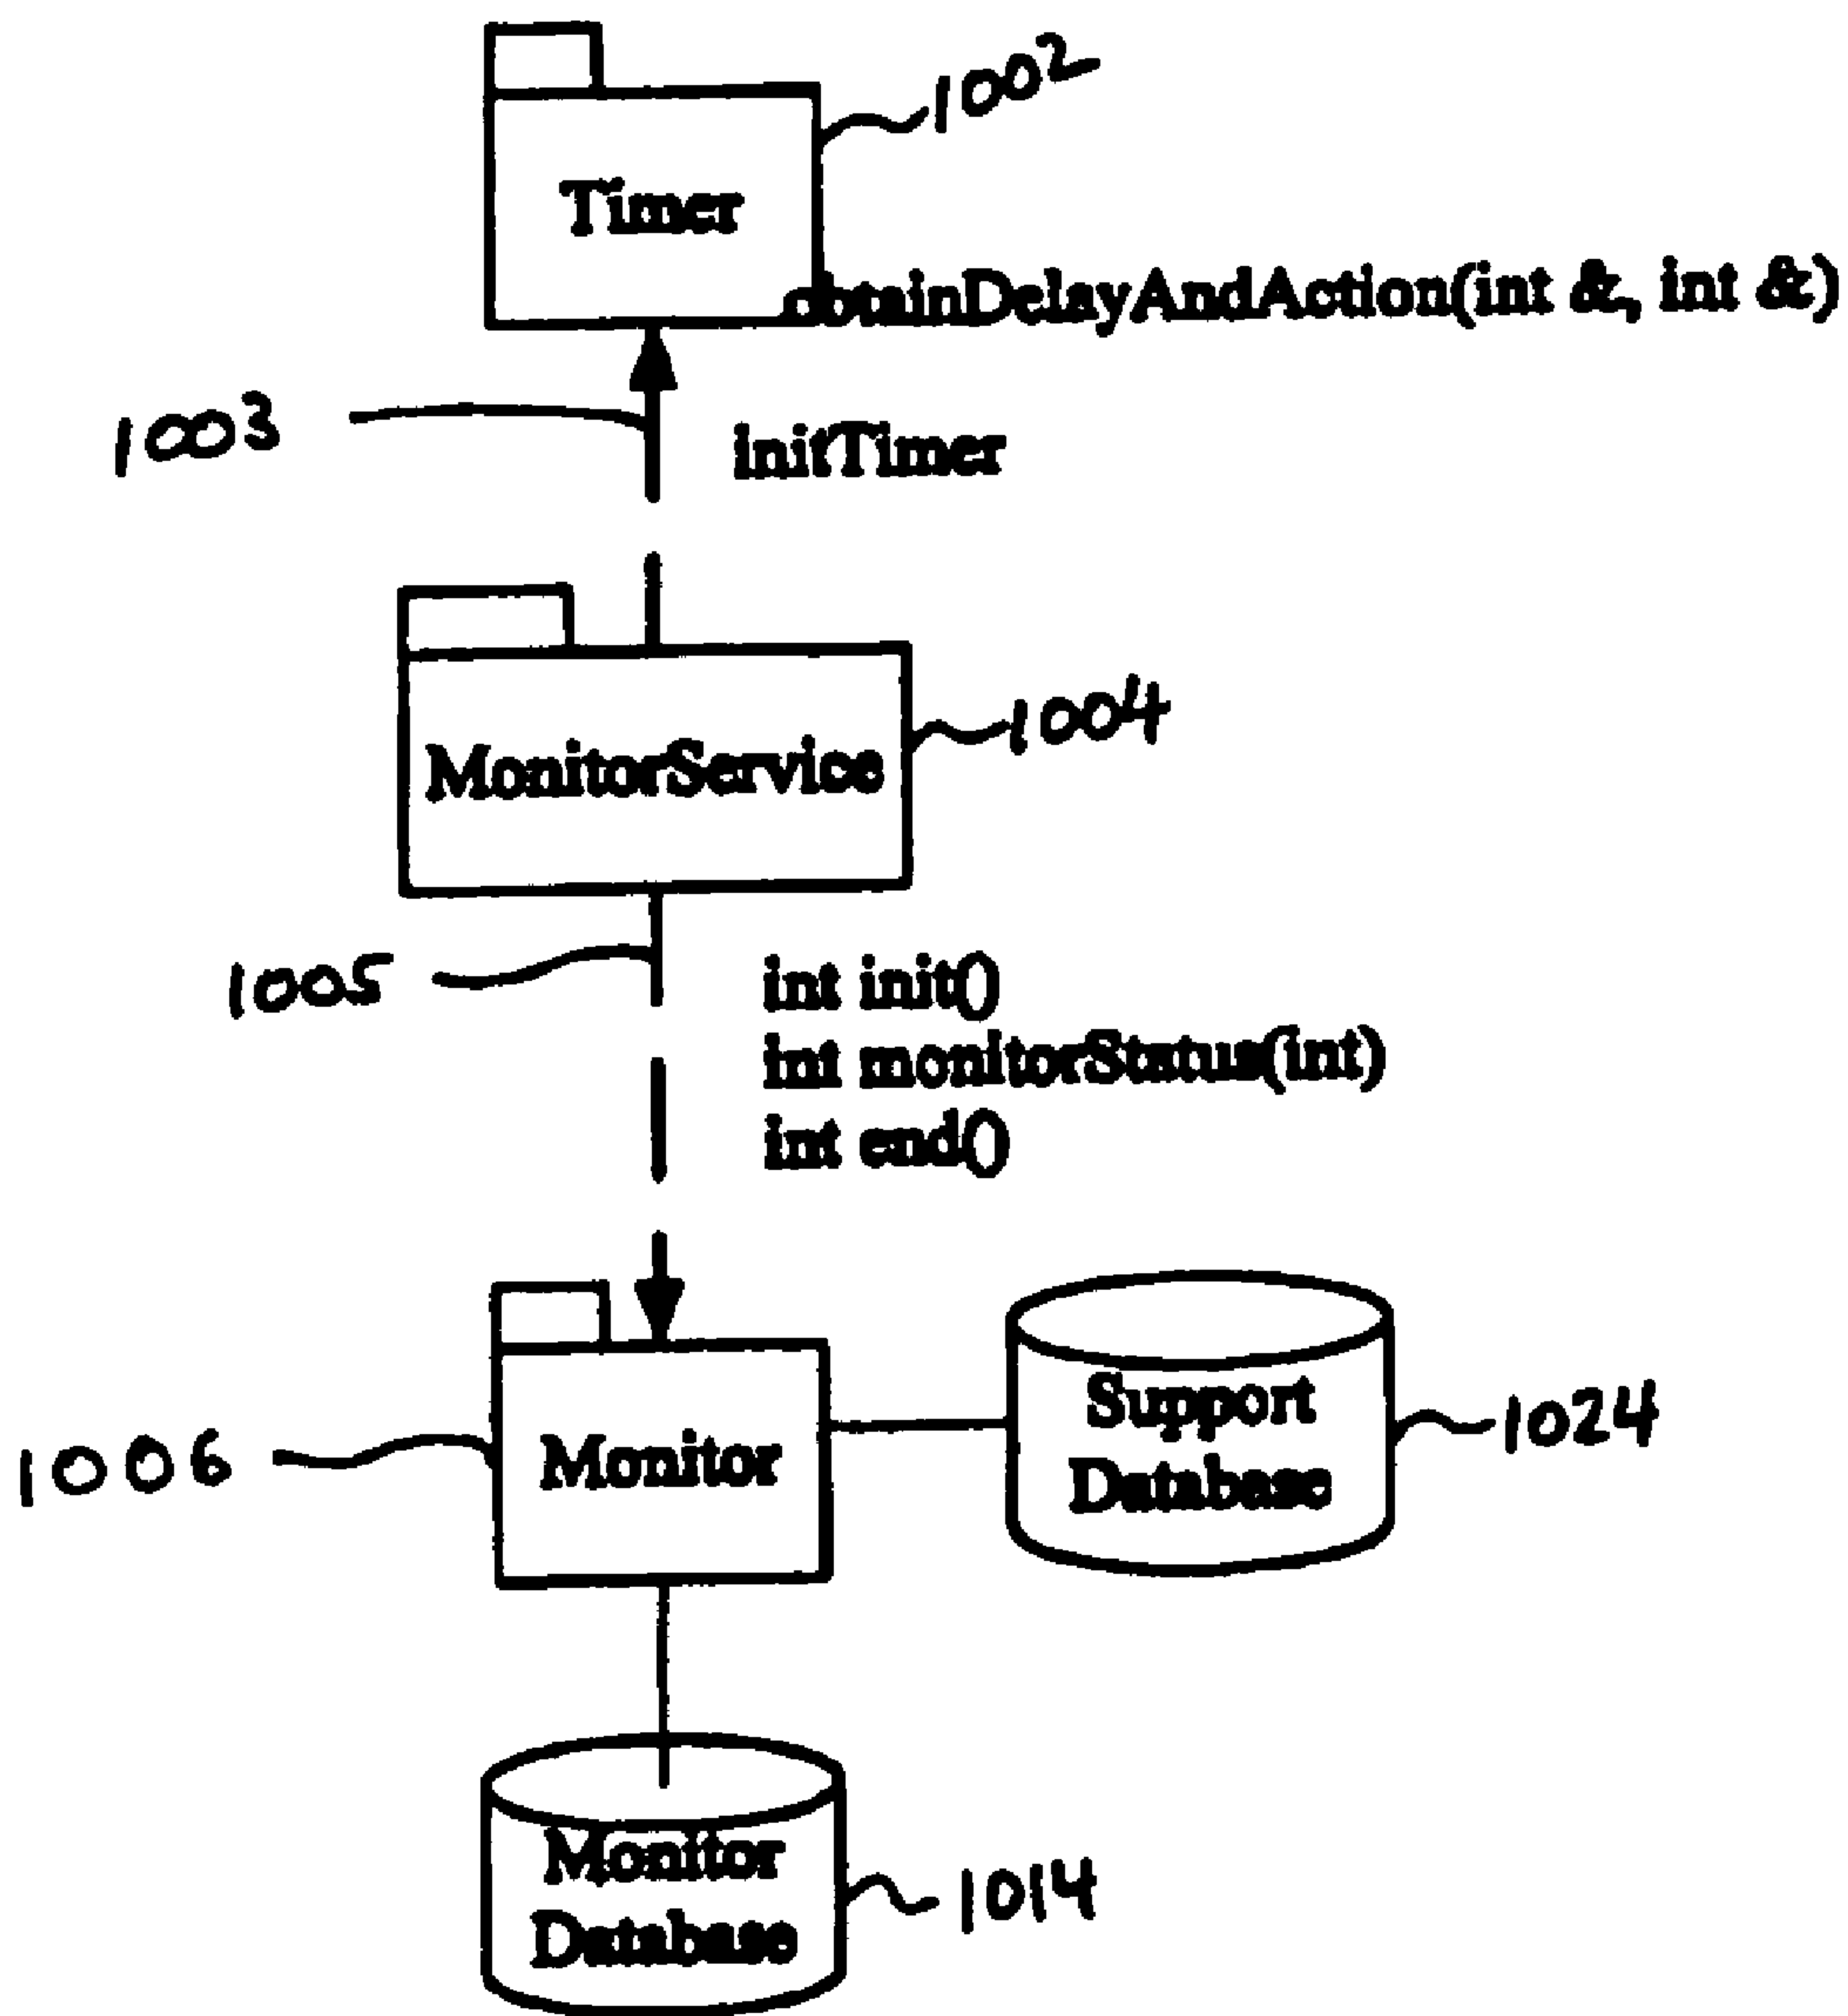 1002
Timer
obtainDelayAndAction(int &, int &)
1003
initTimer
1004
MonitorService
1005
int init()
int monitorStatus(int)
int end()
1006
Monitor
Support
Database
1024
Monitor
Database
1014